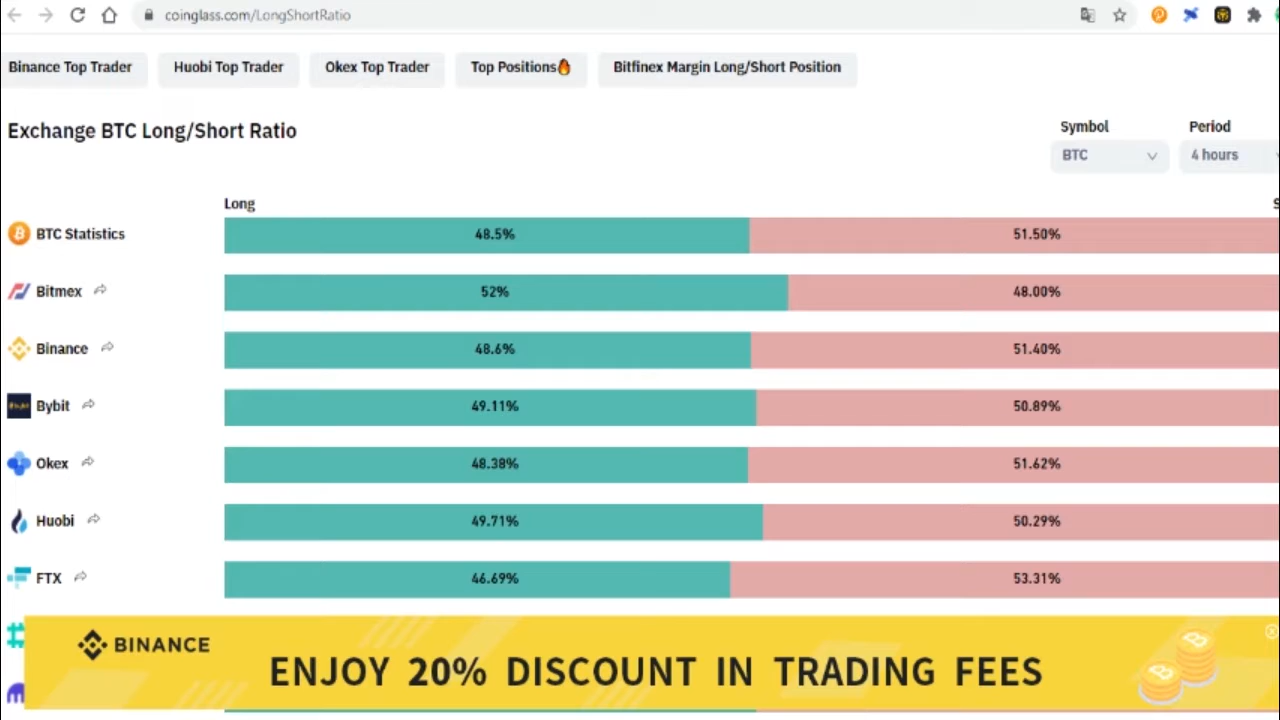 coinglass.com/LongShortRatio
Binance Top Trader Huobi Top Trader Okex Top Trader Top Positions🔥 Bitfinex Margin Long/Short Position
Exchange BTC Long/Short Ratio
Symbol Period
BTC 4 hours
Long
BTC Statistics 48.5% 51.50%
Bitmex 52% 48.00%
Binance 48.6% 51.40%
Bybit 49.11% 50.89%
Okex 48.38% 51.62%
Huobi 49.71% 50.29%
FTX 46.69% 53.31%
BINANCE
ENJOY 20% DISCOUNT IN TRADING FEES